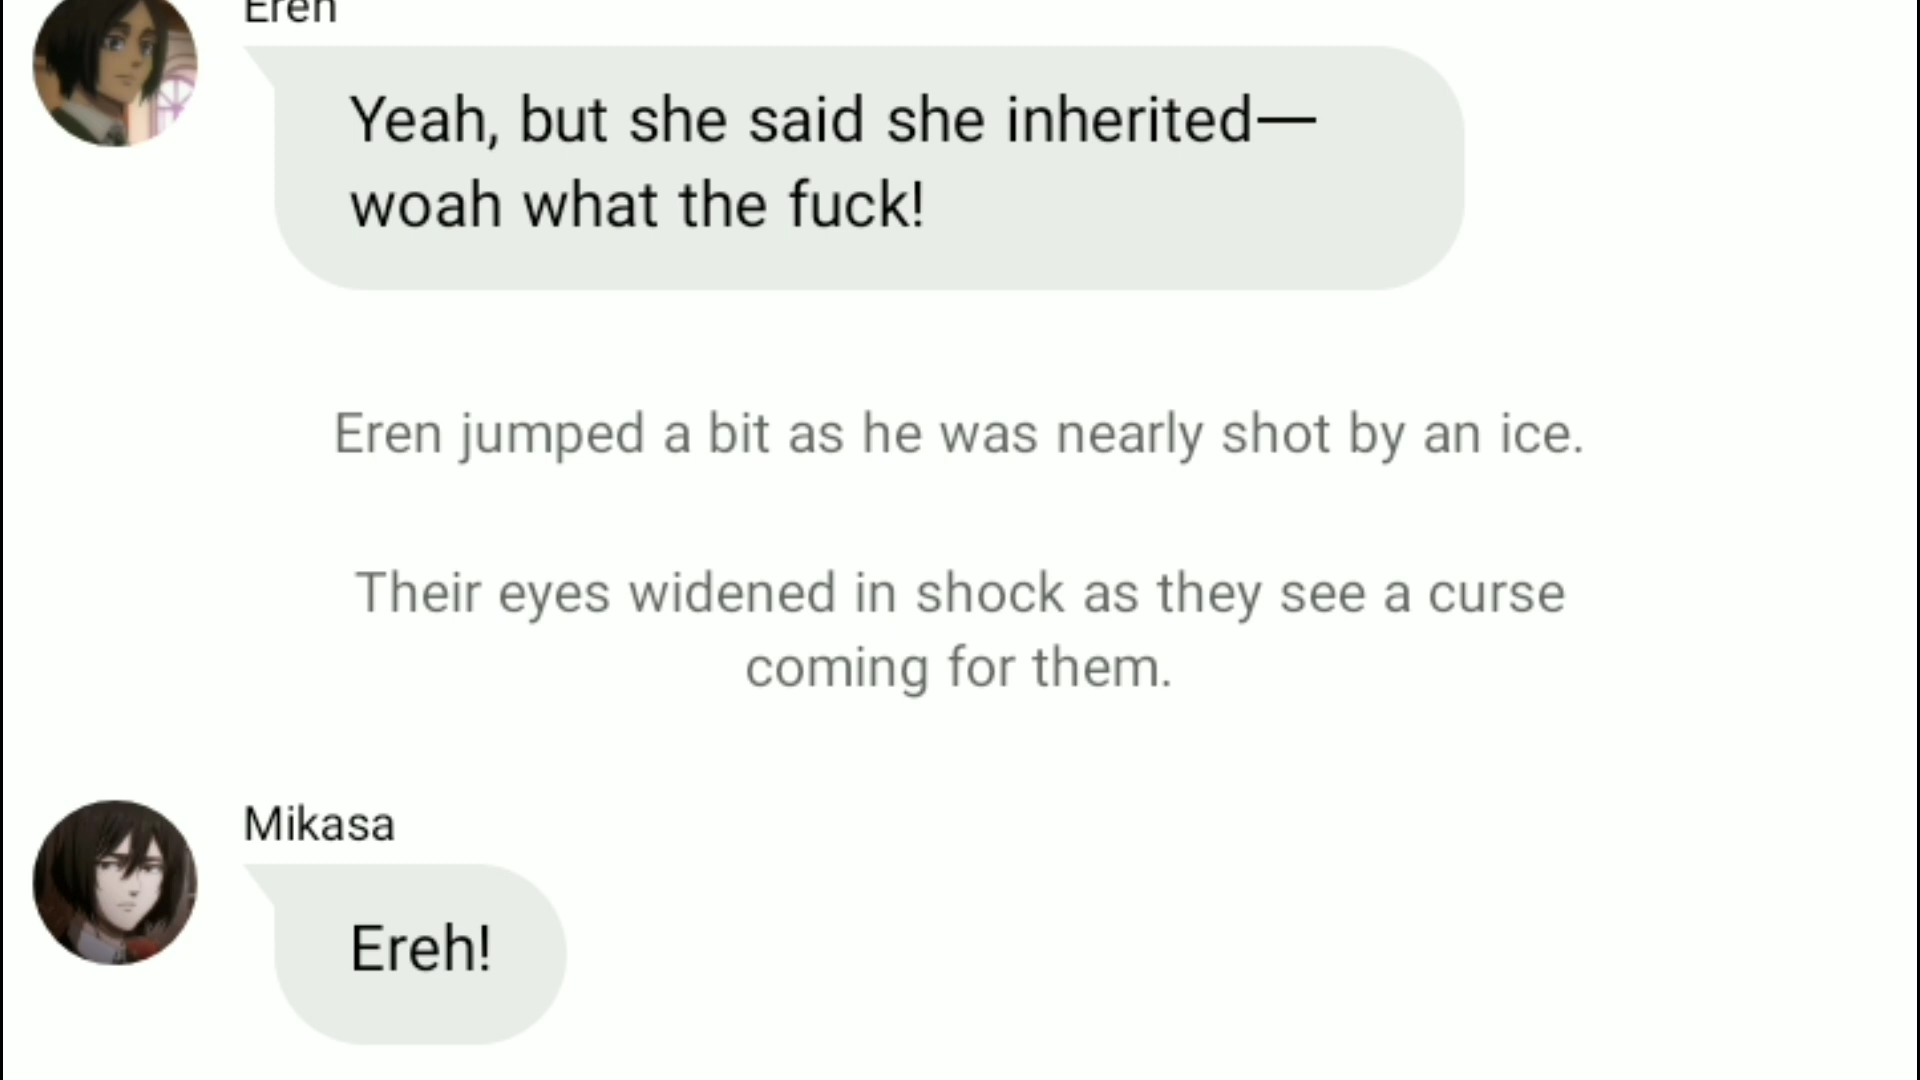 Eren
Yeah, but she said she inherited—
woah what the fuck!
Eren jumped a bit as he was nearly shot by an ice.
Their eyes widened in shock as they see a curse
coming for them.
Mikasa
Ereh!